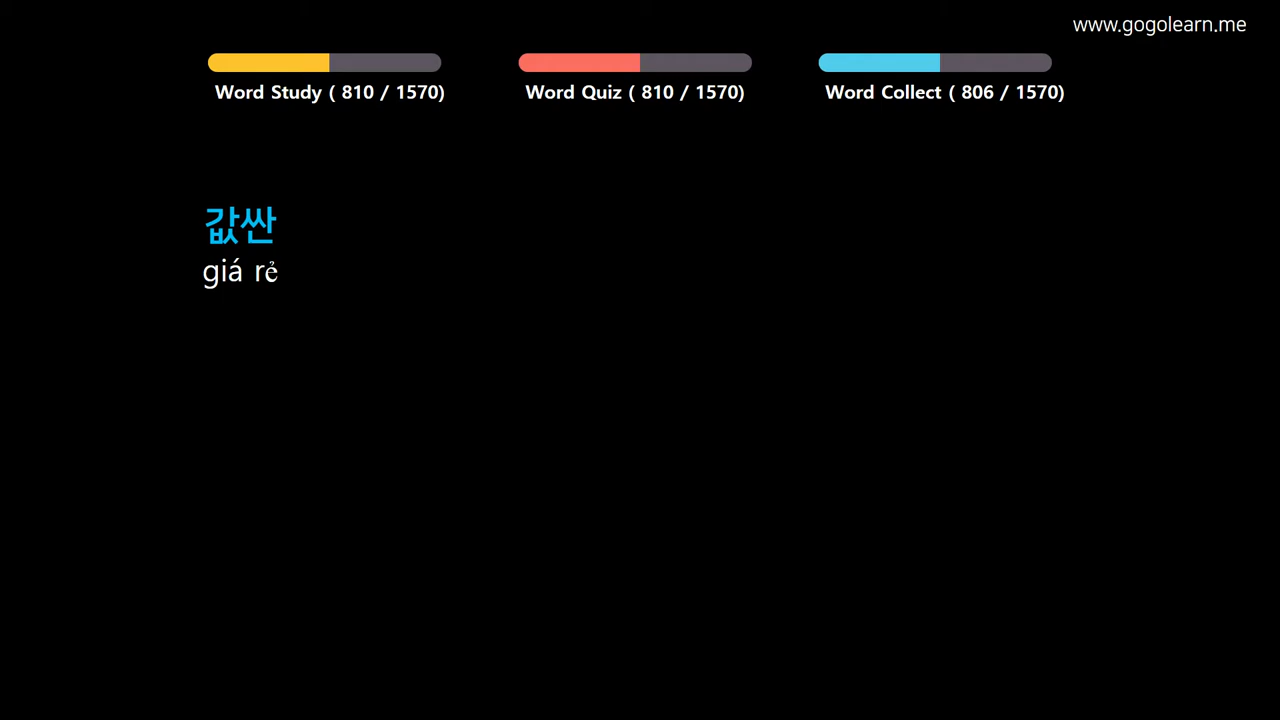 www.gogolearn.me
Word Study ( 810 / 1570)
Word Quiz ( 810 / 1570)
Word Collect ( 806 / 1570)
값싼
giá rẻ